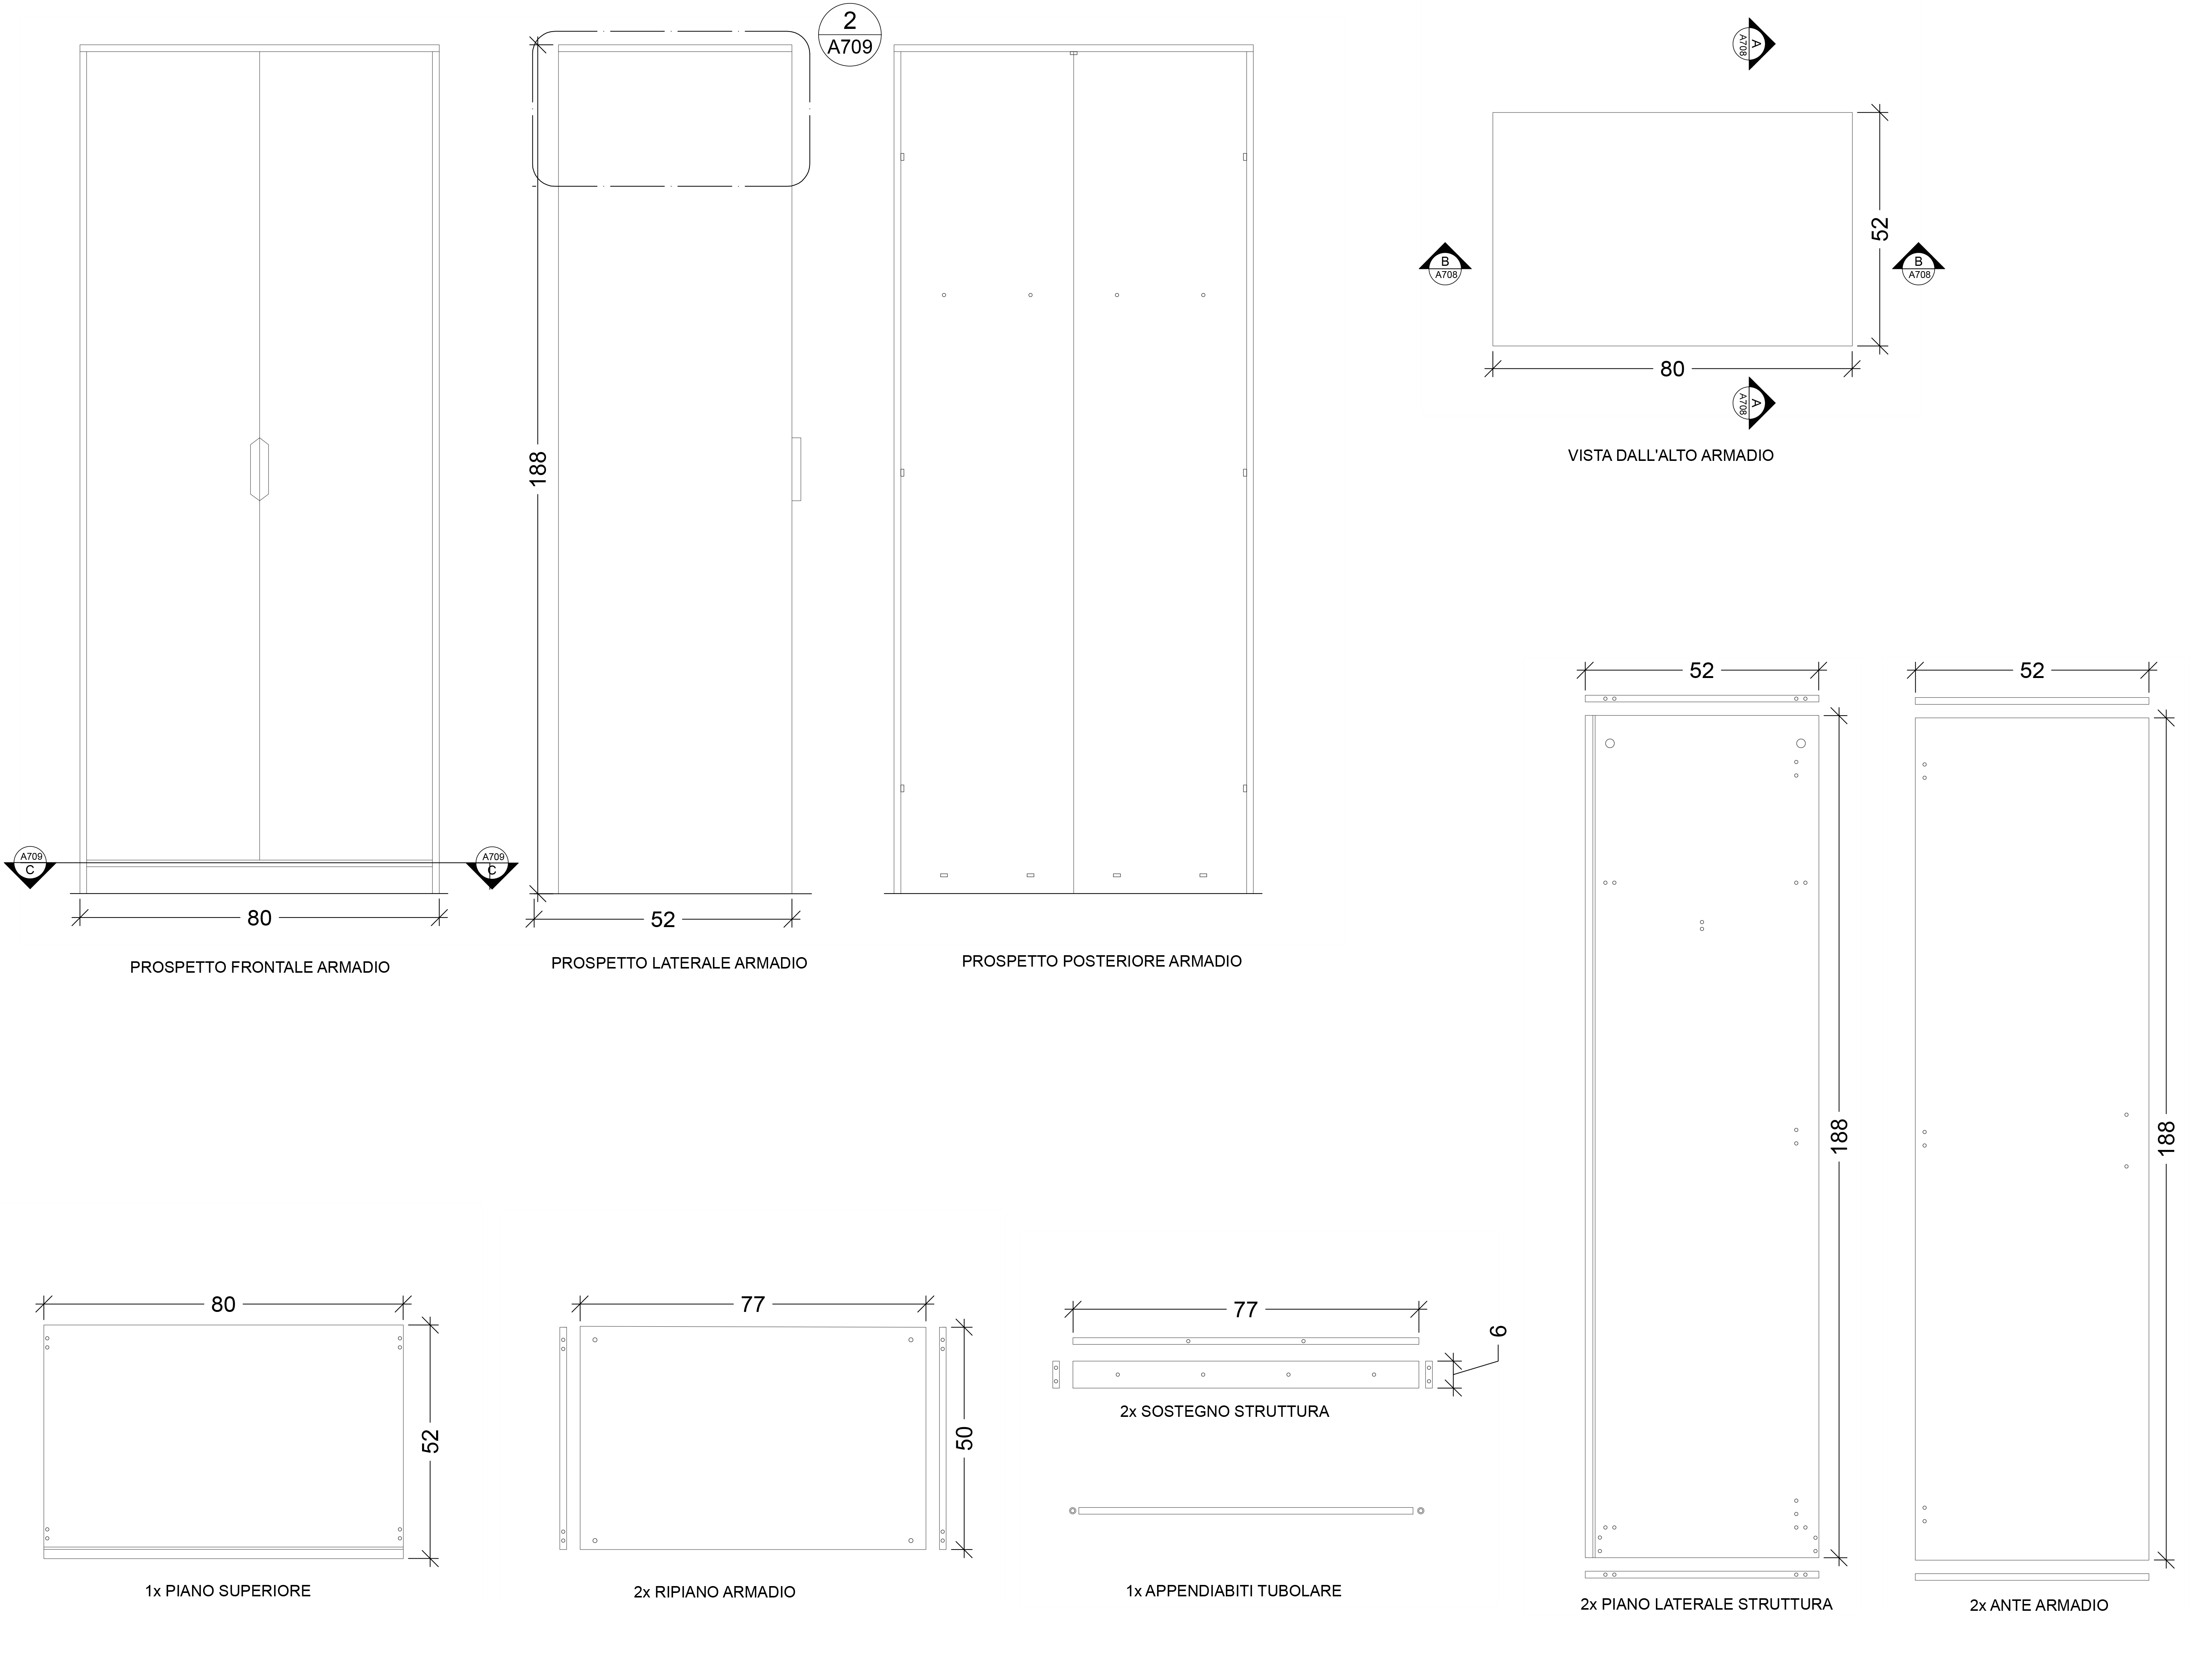 2
A709
A
A708
52
B
A708
B
A708
80
A
A708
VISTA DALL'ALTO ARMADIO
188
A709
C
A709
C
80
52
PROSPETTO FRONTALE ARMADIO
PROSPETTO LATERALE ARMADIO
PROSPETTO POSTERIORE ARMADIO
52
52
188
188
80
52
1x PIANO SUPERIORE
77
50
2x RIPIANO ARMADIO
77
6
2x SOSTEGNO STRUTTURA
1x APPENDIABITI TUBOLARE
2x PIANO LATERALE STRUTTURA
2x ANTE ARMADIO